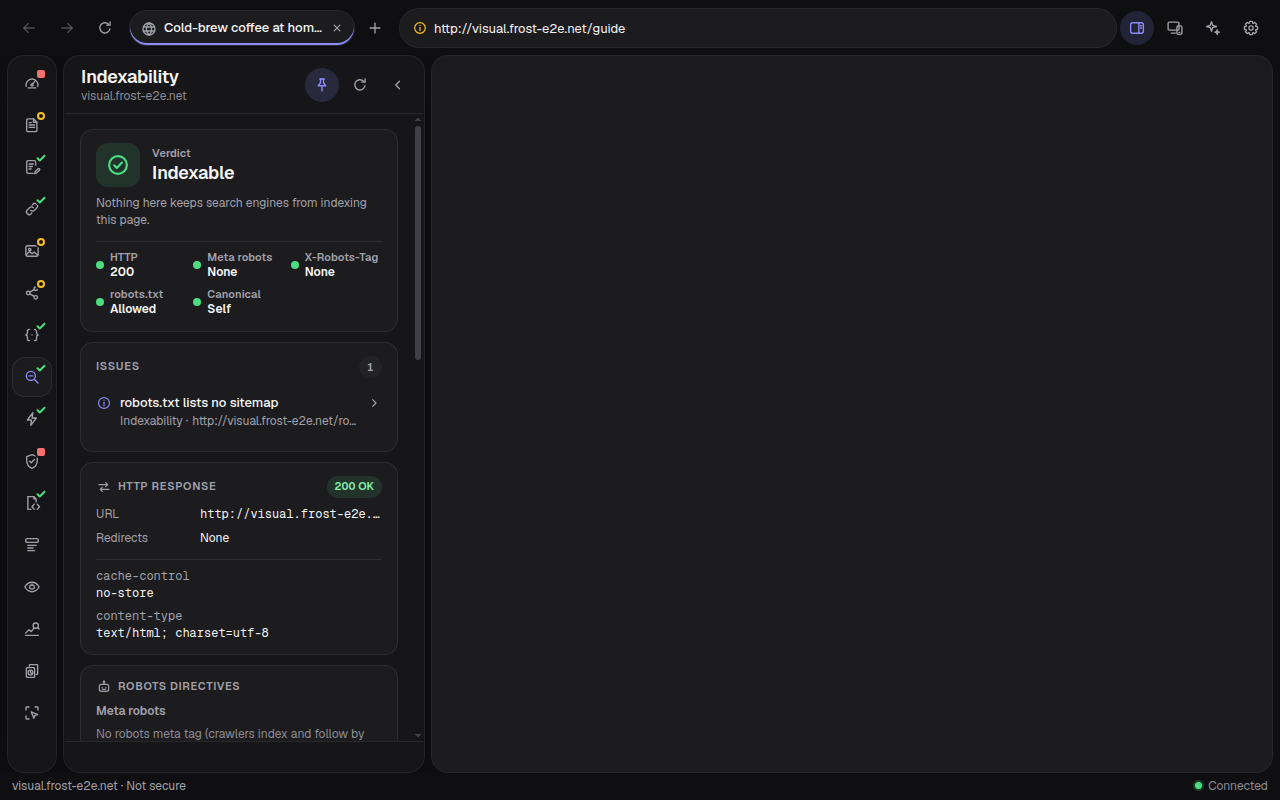 Cold-brew coffee at hom…
http://visual.frost-e2e.net/guide
Indexability
visual.frost-e2e.net
Verdict
Indexable
Nothing here keeps search engines from indexing
this page.
HTTP
200
Meta robots
None
X-Robots-Tag
None
robots.txt
Allowed
Canonical
Self
ISSUES
1
robots.txt lists no sitemap
Indexability · http://visual.frost-e2e.net/ro…
HTTP RESPONSE
200 OK
URL
http://visual.frost-e2e.…
Redirects
None
cache-control
no-store
content-type
text/html; charset=utf-8
ROBOTS DIRECTIVES
Meta robots
No robots meta tag (crawlers index and follow by
visual.frost-e2e.net · Not secure
Connected